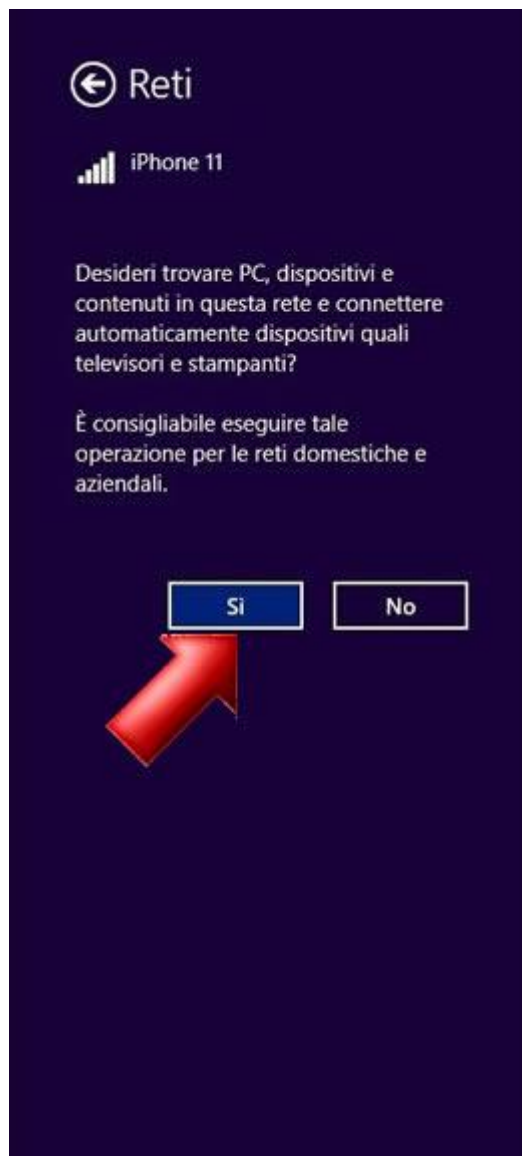 Reti
iPhone 11
Desideri trovare PC, dispositivi e
contenuti in questa rete e connettere
automaticamente dispositivi quali
televisori e stampanti?
È consigliabile eseguire tale
operazione per le reti domestiche e
aziendali.
Sì
No